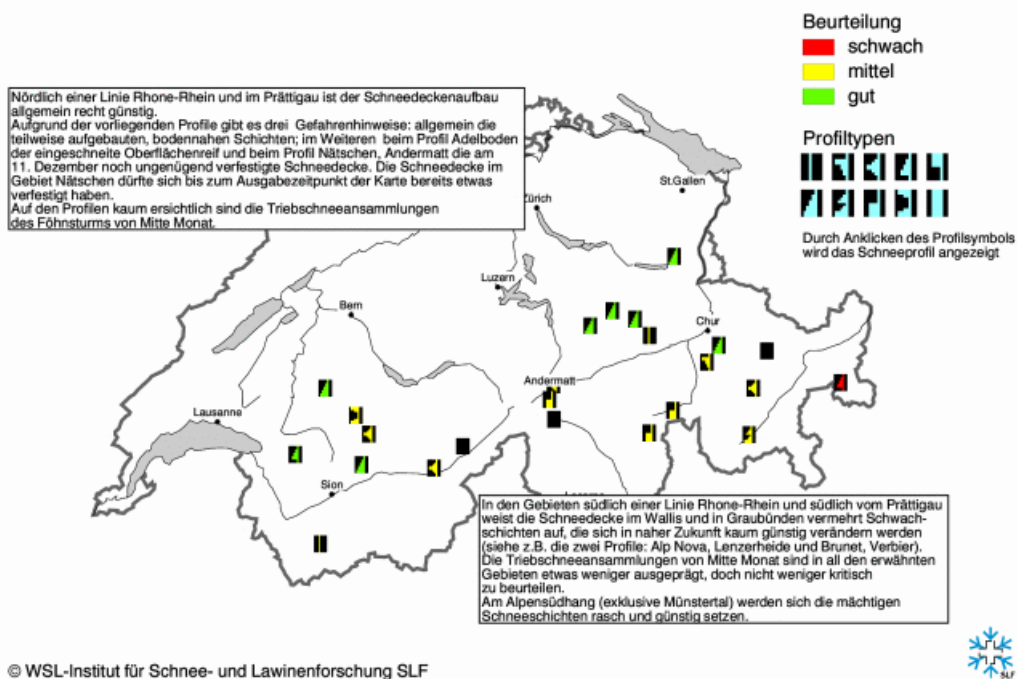 Beurteilung
schwach
mittel
gut
Nördlich einer Linie Rhone-Rhein und im Prättigau ist der Schneedeckenaufbau
allgemein recht günstig.
Aufgrund der vorliegenden Profile gibt es drei Gefahrenhinweise: allgemein die
teilweise aufgebauten, bodennahen Schichten; im Weiteren beim Profil Adelboden
der eingeschneite Oberflächenreif und beim Profil Nätschen, Andermatt die am
11. Dezember noch ungenügend verfestigte Schneedecke. Die Schneedecke im
Gebiet Nätschen dürfte sich bis zum Ausgabezeitpunkt der Karte bereits etwas
verfestigt haben.
Auf den Profilen kaum ersichtlich sind die Triebschneeansammlungen
des Föhnsturms von Mitte Monat.
Profiltypen
Durch Anklicken des Profilsymbols
wird das Schneeprofil angezeigt
St.Gallen
Zürich
Luzern
Bern
Chur
Andermatt
Lausanne
Sion
In den Gebieten südlich einer Linie Rhone-Rhein und südlich vom Prättigau
weist die Schneedecke im Wallis und in Graubünden vermehrt Schwach-
schichten auf, die sich in naher Zukunft kaum günstig verändern werden
(siehe z.B. die zwei Profile: Alp Nova, Lenzerheide und Brunet, Verbier).
Die Triebschneeansammlungen von Mitte Monat sind in all den erwähnten
Gebieten etwas weniger ausgeprägt, doch nicht weniger kritisch
zu beurteilen.
Am Alpensüdhang (exklusive Münstertal) werden sich die mächtigen
Schneeschichten rasch und günstig setzen.
© WSL-Institut für Schnee- und Lawinenforschung SLF
SLF